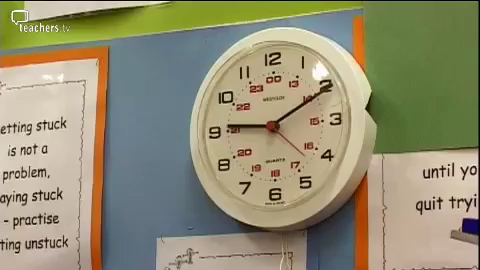 teachers.tv
etting stuck
is not a
problem,
aying stuck
- practise
ting unstuck
12
1
2
3
4
5
6
7
8
9
10
11
00
13
15
16
17
18
19
20
21
22
23
WESTCLOX
QUARTZ
until yo
quit tryi